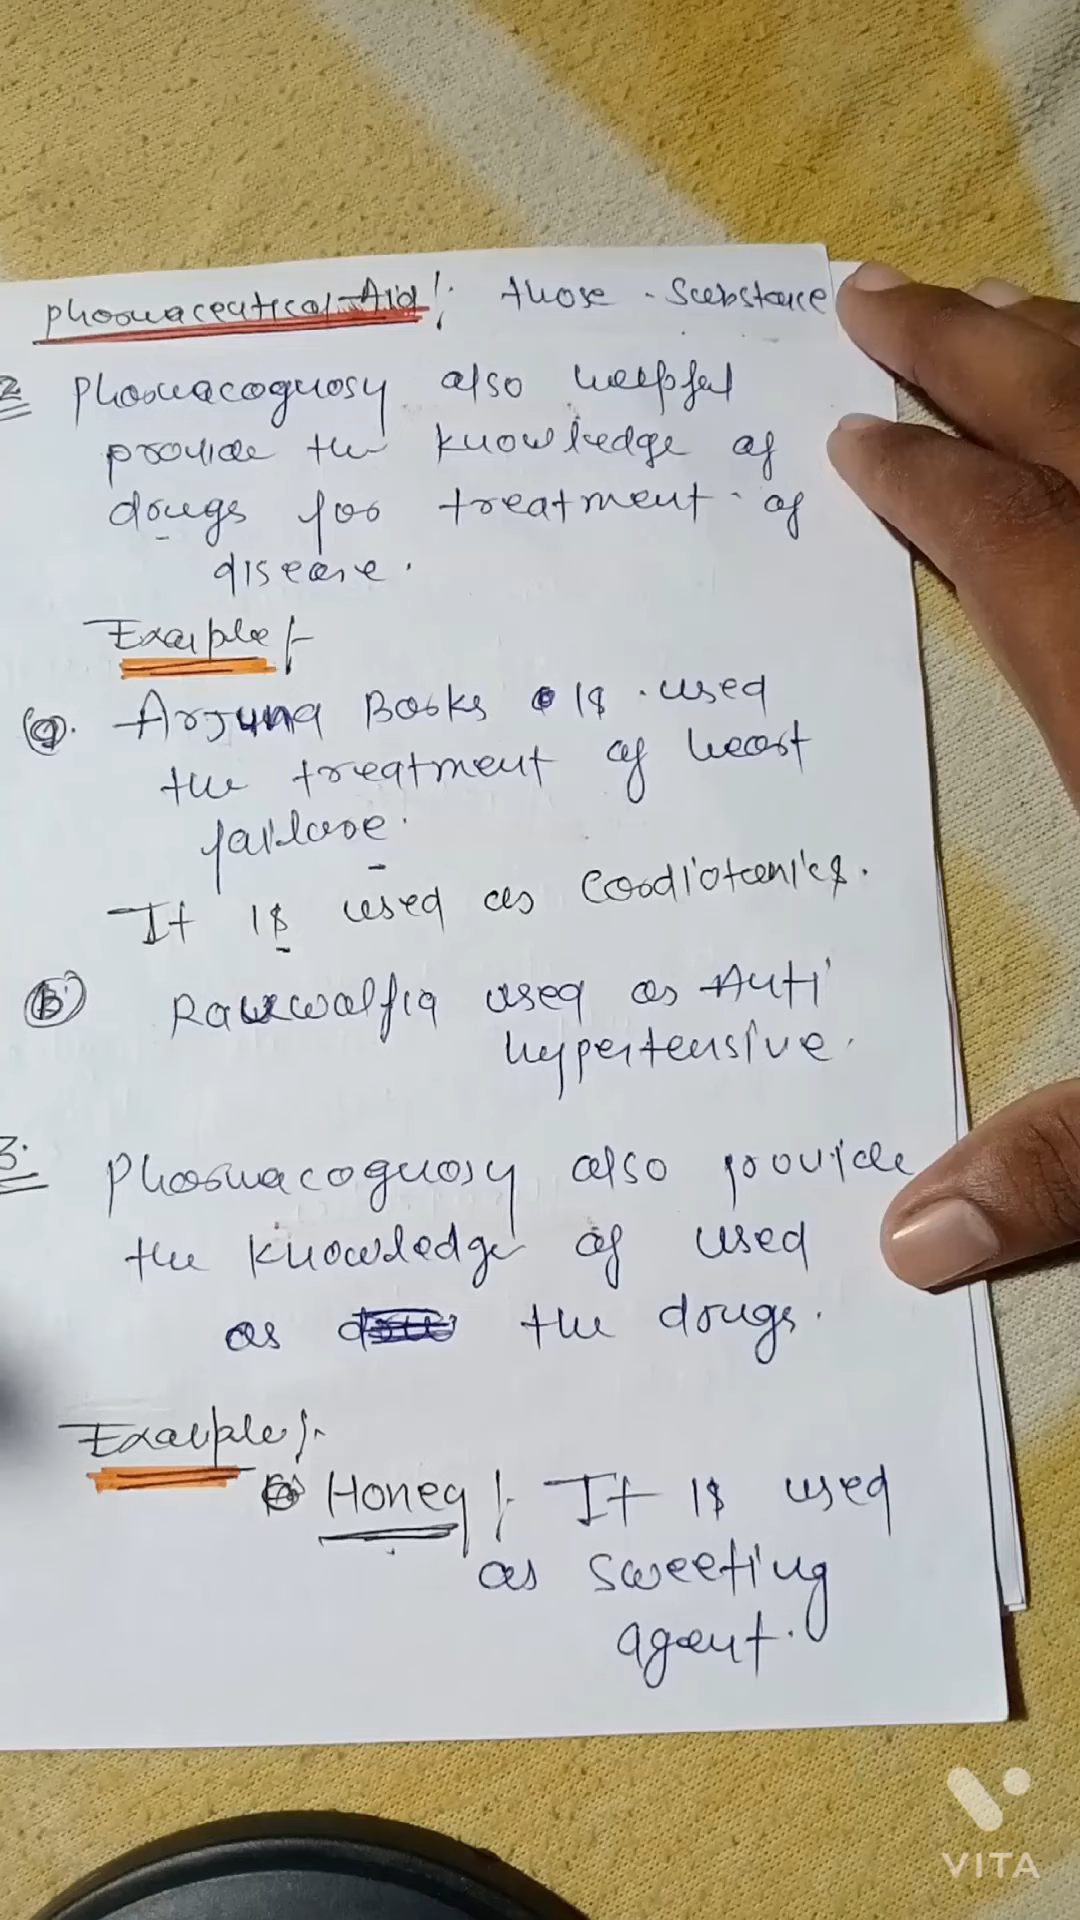 Pharmaceutical Aid :- those Substance
2 Pharmacognosy also helpful
provide the knowledge of
drugs for treatment of
disease.
Example :-
(a). Arjuna Barks is used
the treatment of heart
failure.
It is used as Cardiotonics.
(B) Rauwalfia used as Anti
hypertensive.
3. Pharmacognosy also provide
the knowledge of used
as the drugs.
Example :-
Honey :- It is used
as sweeting
agent.
VITA